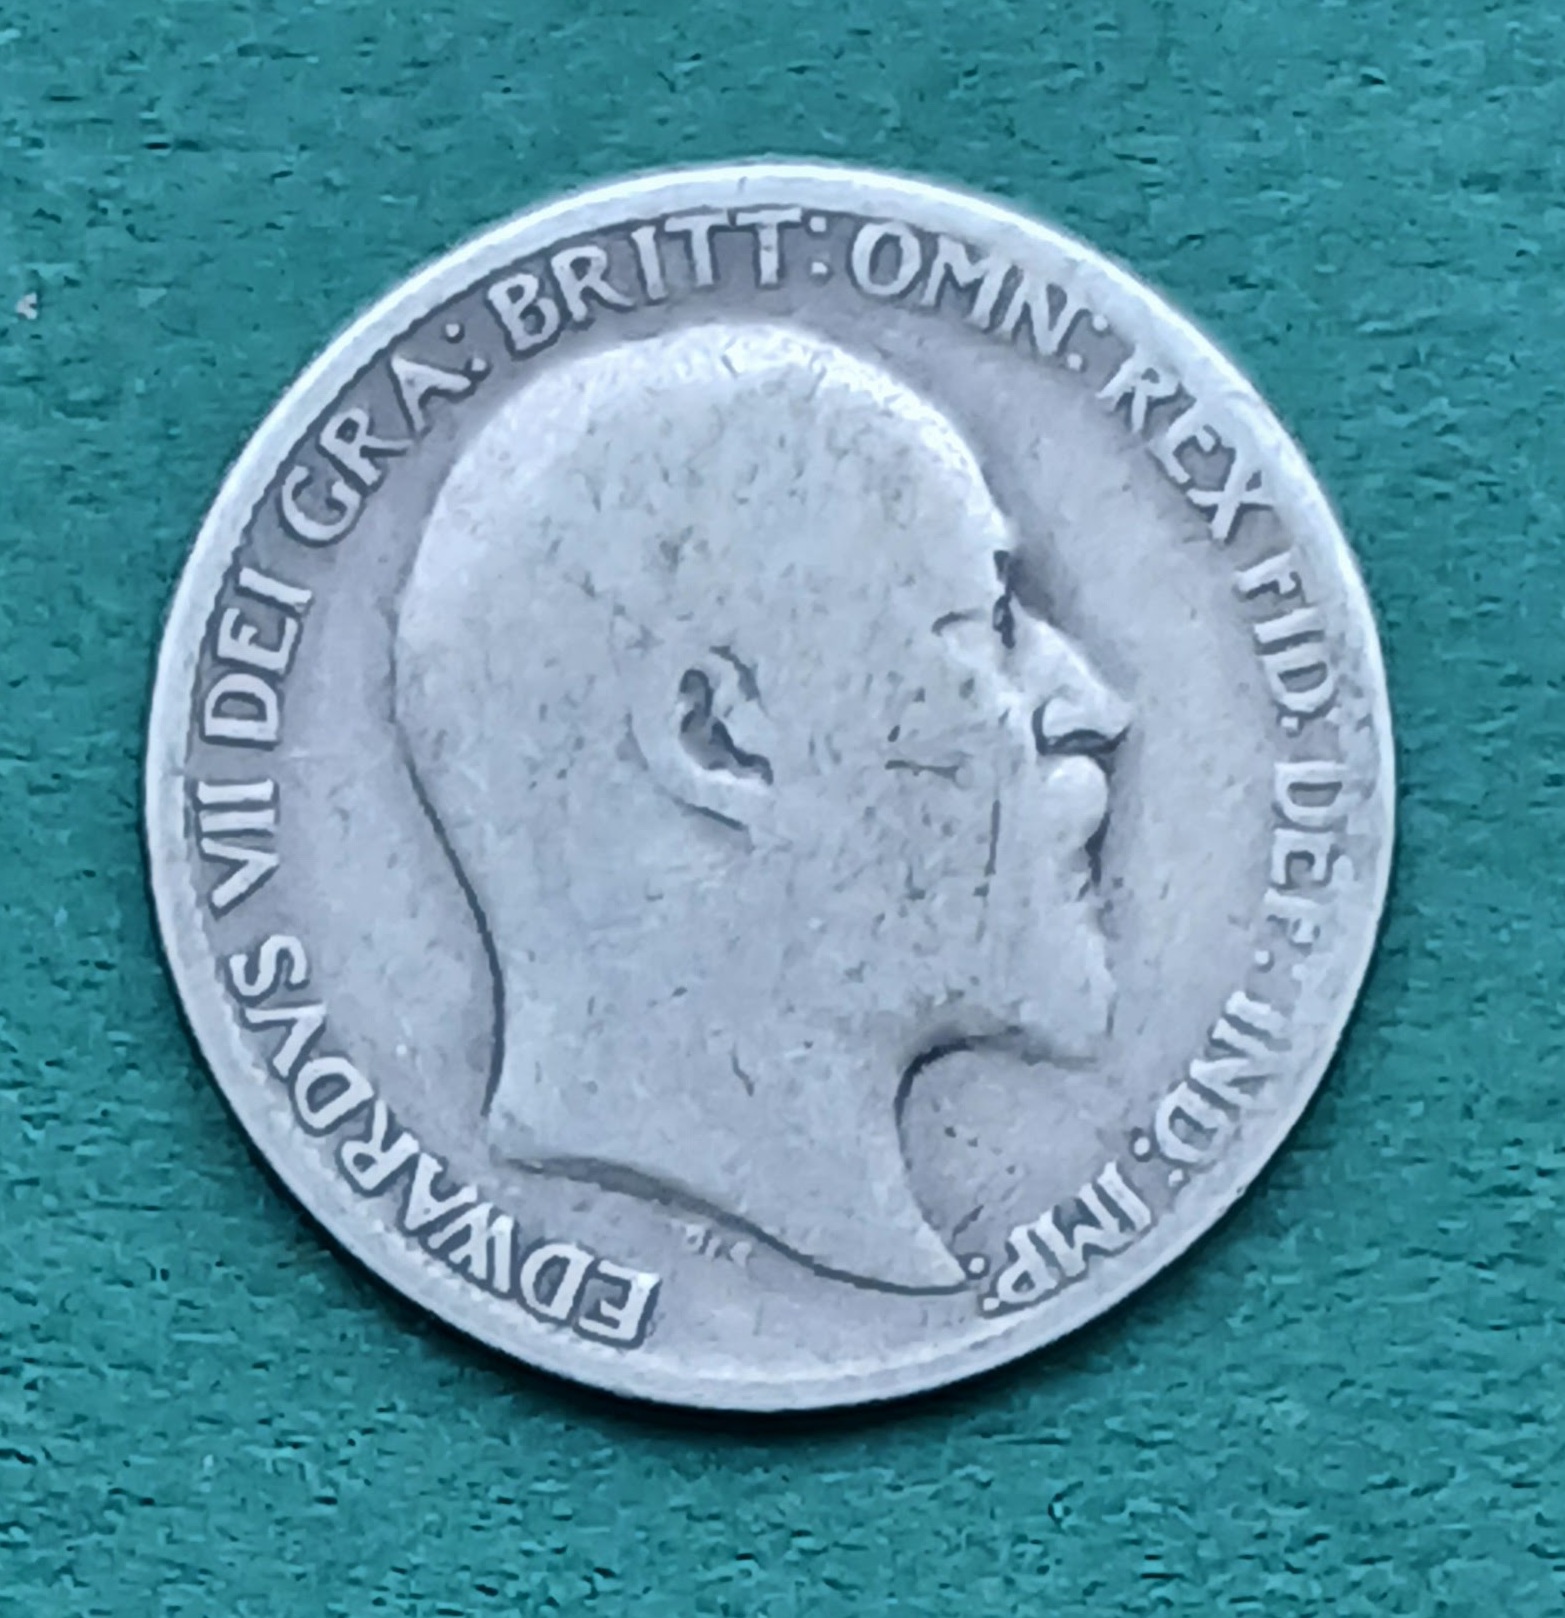 EDWARDVS VII DEI GRA: BRITT: OMN: REX FID: DEF: IND: IMP: